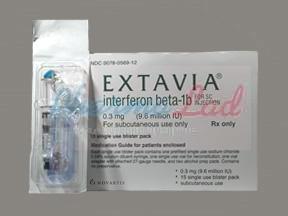 NDC 0078-0569-12
EXTAVIA®
interferon beta-1b FOR SC INJECTION
0.3 mg (9.6 million IU)
For subcutaneous use only Rx only
15 single use blister pack
Medication Guide for patients enclosed
• 0.3 mg (9.6 million IU)
• 15 single use blister pack
• subcutaneous use
NOVARTIS